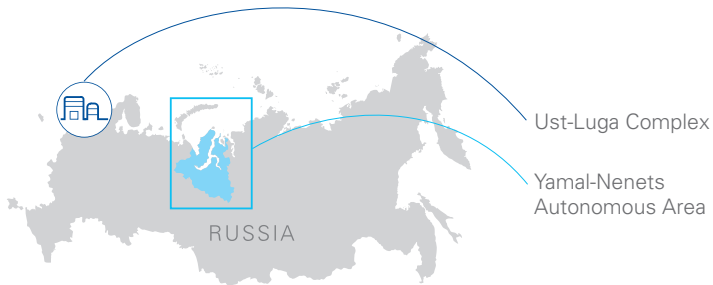 Ust-Luga Complex
Yamal-Nenets
Autonomous Area
RUSSIA